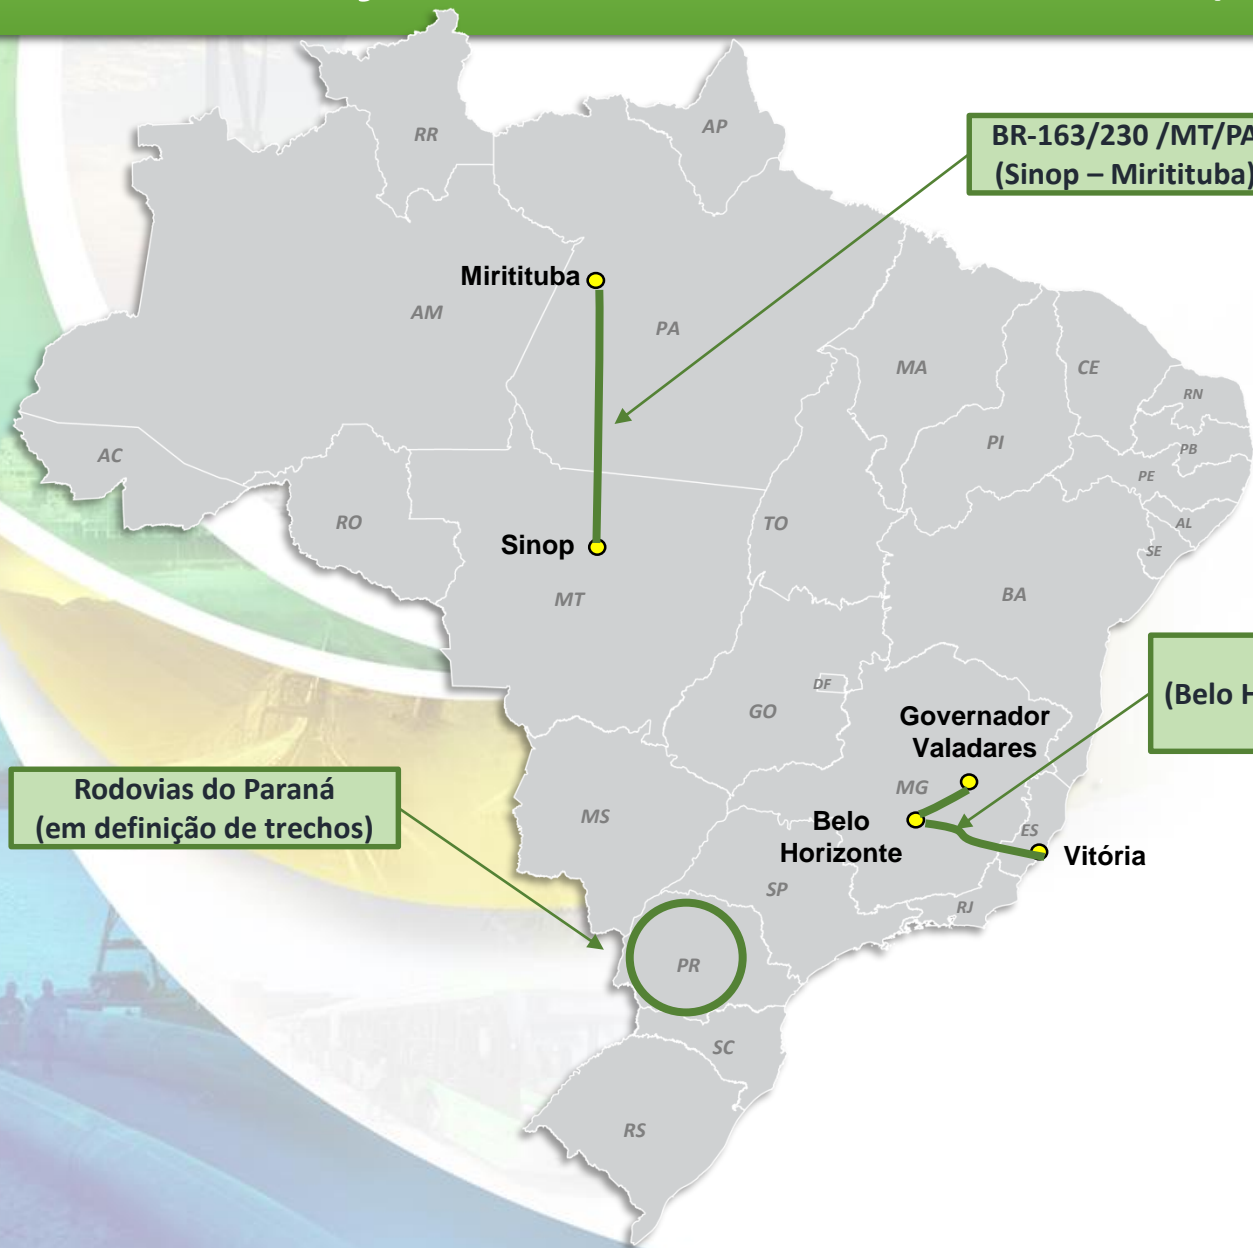 RR
AP
BR-163/230 /MT/PA
(Sinop – Miritituba)
Miritituba
AM
PA
MA
CE
RN
PI
PB
PE
AC
AL
RO
TO
SE
Sinop
MT
BA
DF
GO
(Belo H
Governador
Valadares
MG
Rodovias do Paraná
(em definição de trechos)
MS
Belo
Horizonte
ES
Vitória
SP
RJ
PR
SC
RS